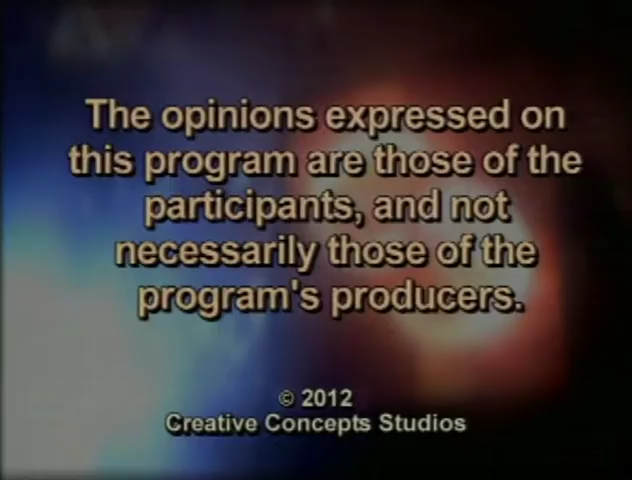 The opinions expressed on
this program are those of the
participants, and not
necessarily those of the
program's producers.
© 2012
Creative Concepts Studios